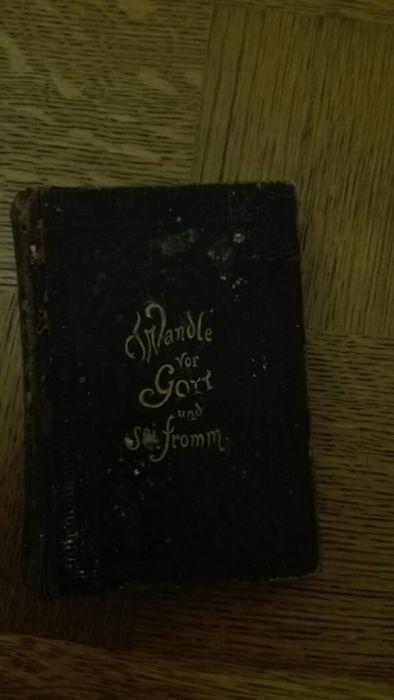 Wandle
vor
Gott
und
sei fromm.